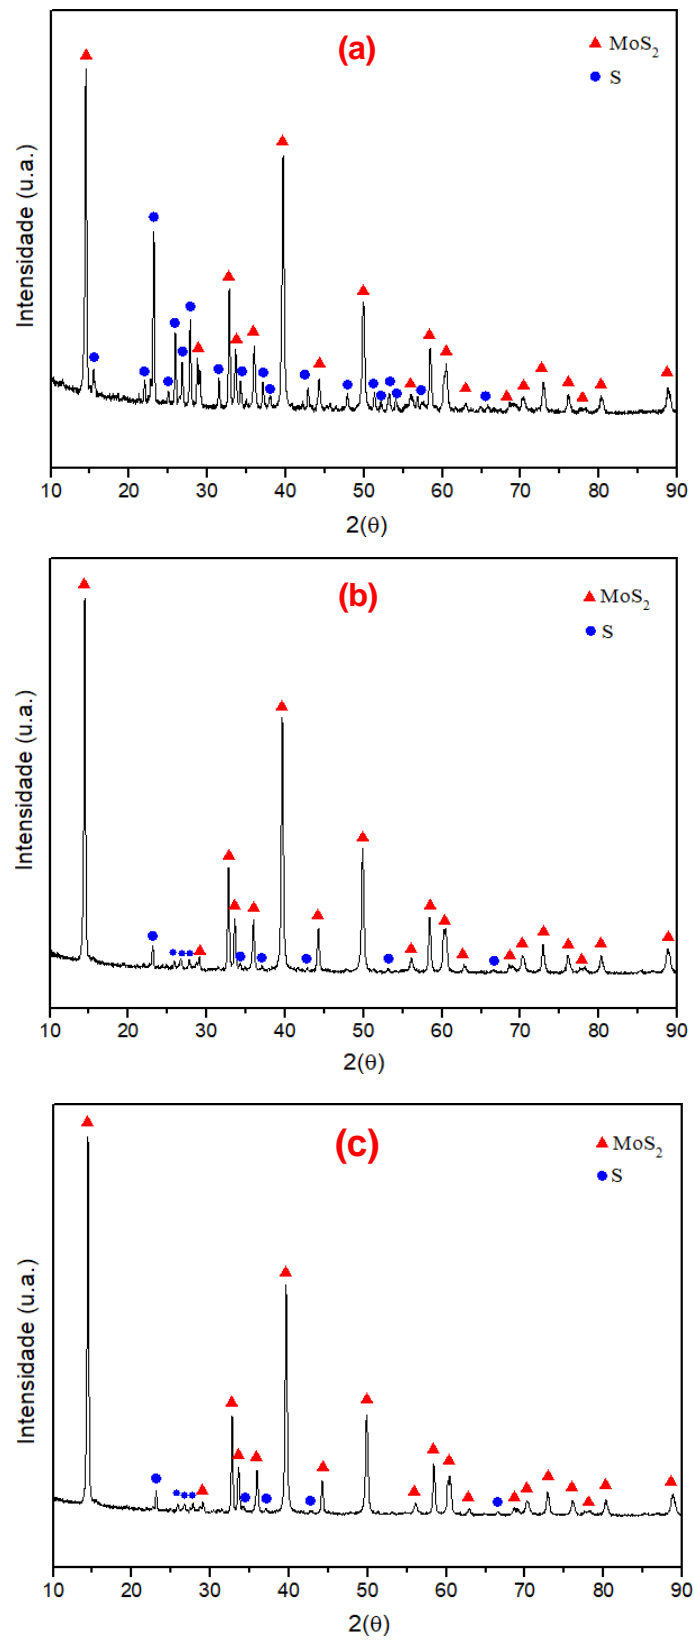 (a)
▲ MoS₂
● S
Intensidade (u.a.)
10 20 30 40 50 60 70 80 90
2(θ)
(b)
▲ MoS₂
● S
Intensidade (u.a.)
10 20 30 40 50 60 70 80 90
2(θ)
(c)
▲ MoS₂
● S
Intensidade (u.a.)
10 20 30 40 50 60 70 80 90
2(θ)